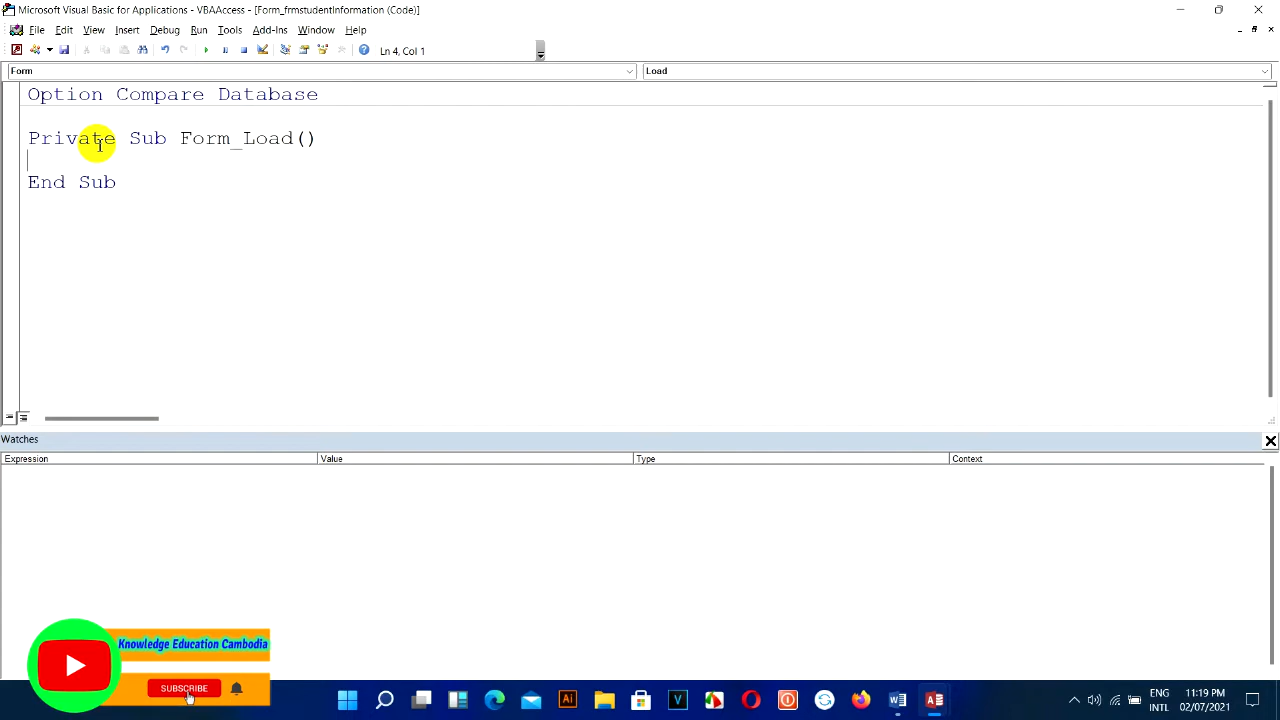 Microsoft Visual Basic for Applications - VBAAccess - [Form_frmstudentInformation (Code)]
File Edit View Insert Debug Run Tools Add-Ins Window Help
Ln 4, Col 1
Form Load
Option Compare Database
Private Sub Form_Load()
End Sub
Watches
Expression Value Type Context
Knowledge Education Cambodia
SUBSCRIBE
Ai V W A
ENG 11:19 PM
INTL 02/07/2021